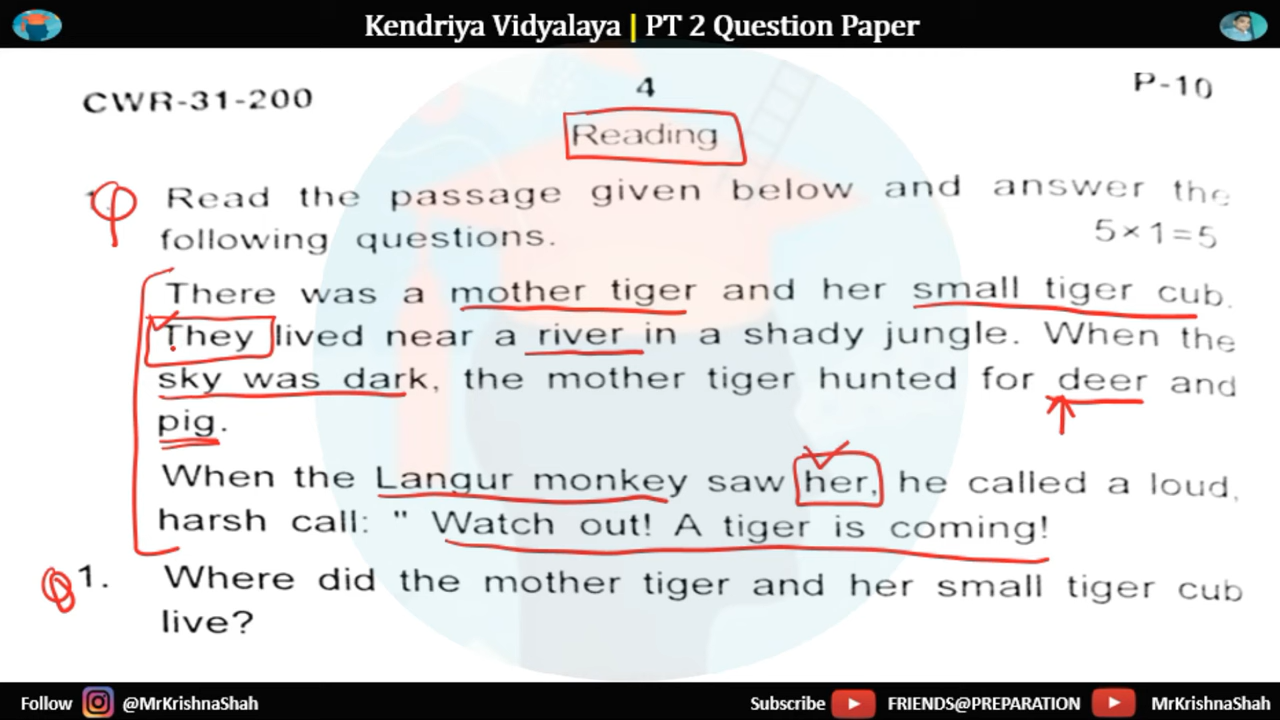 Kendriya Vidyalaya | PT 2 Question Paper
CWR-31-200 4 P-10
Reading
Read the passage given below and answer the
following questions. 5×1=5
There was a mother tiger and her small tiger cub.
They lived near a river in a shady jungle. When the
sky was dark, the mother tiger hunted for deer and
pig.
When the Langur monkey saw her, he called a loud,
harsh call: " Watch out! A tiger is coming!
1. Where did the mother tiger and her small tiger cub
live?
Follow @MrKrishnaShah Subscribe FRIENDS@PREPARATION MrKrishnaShah